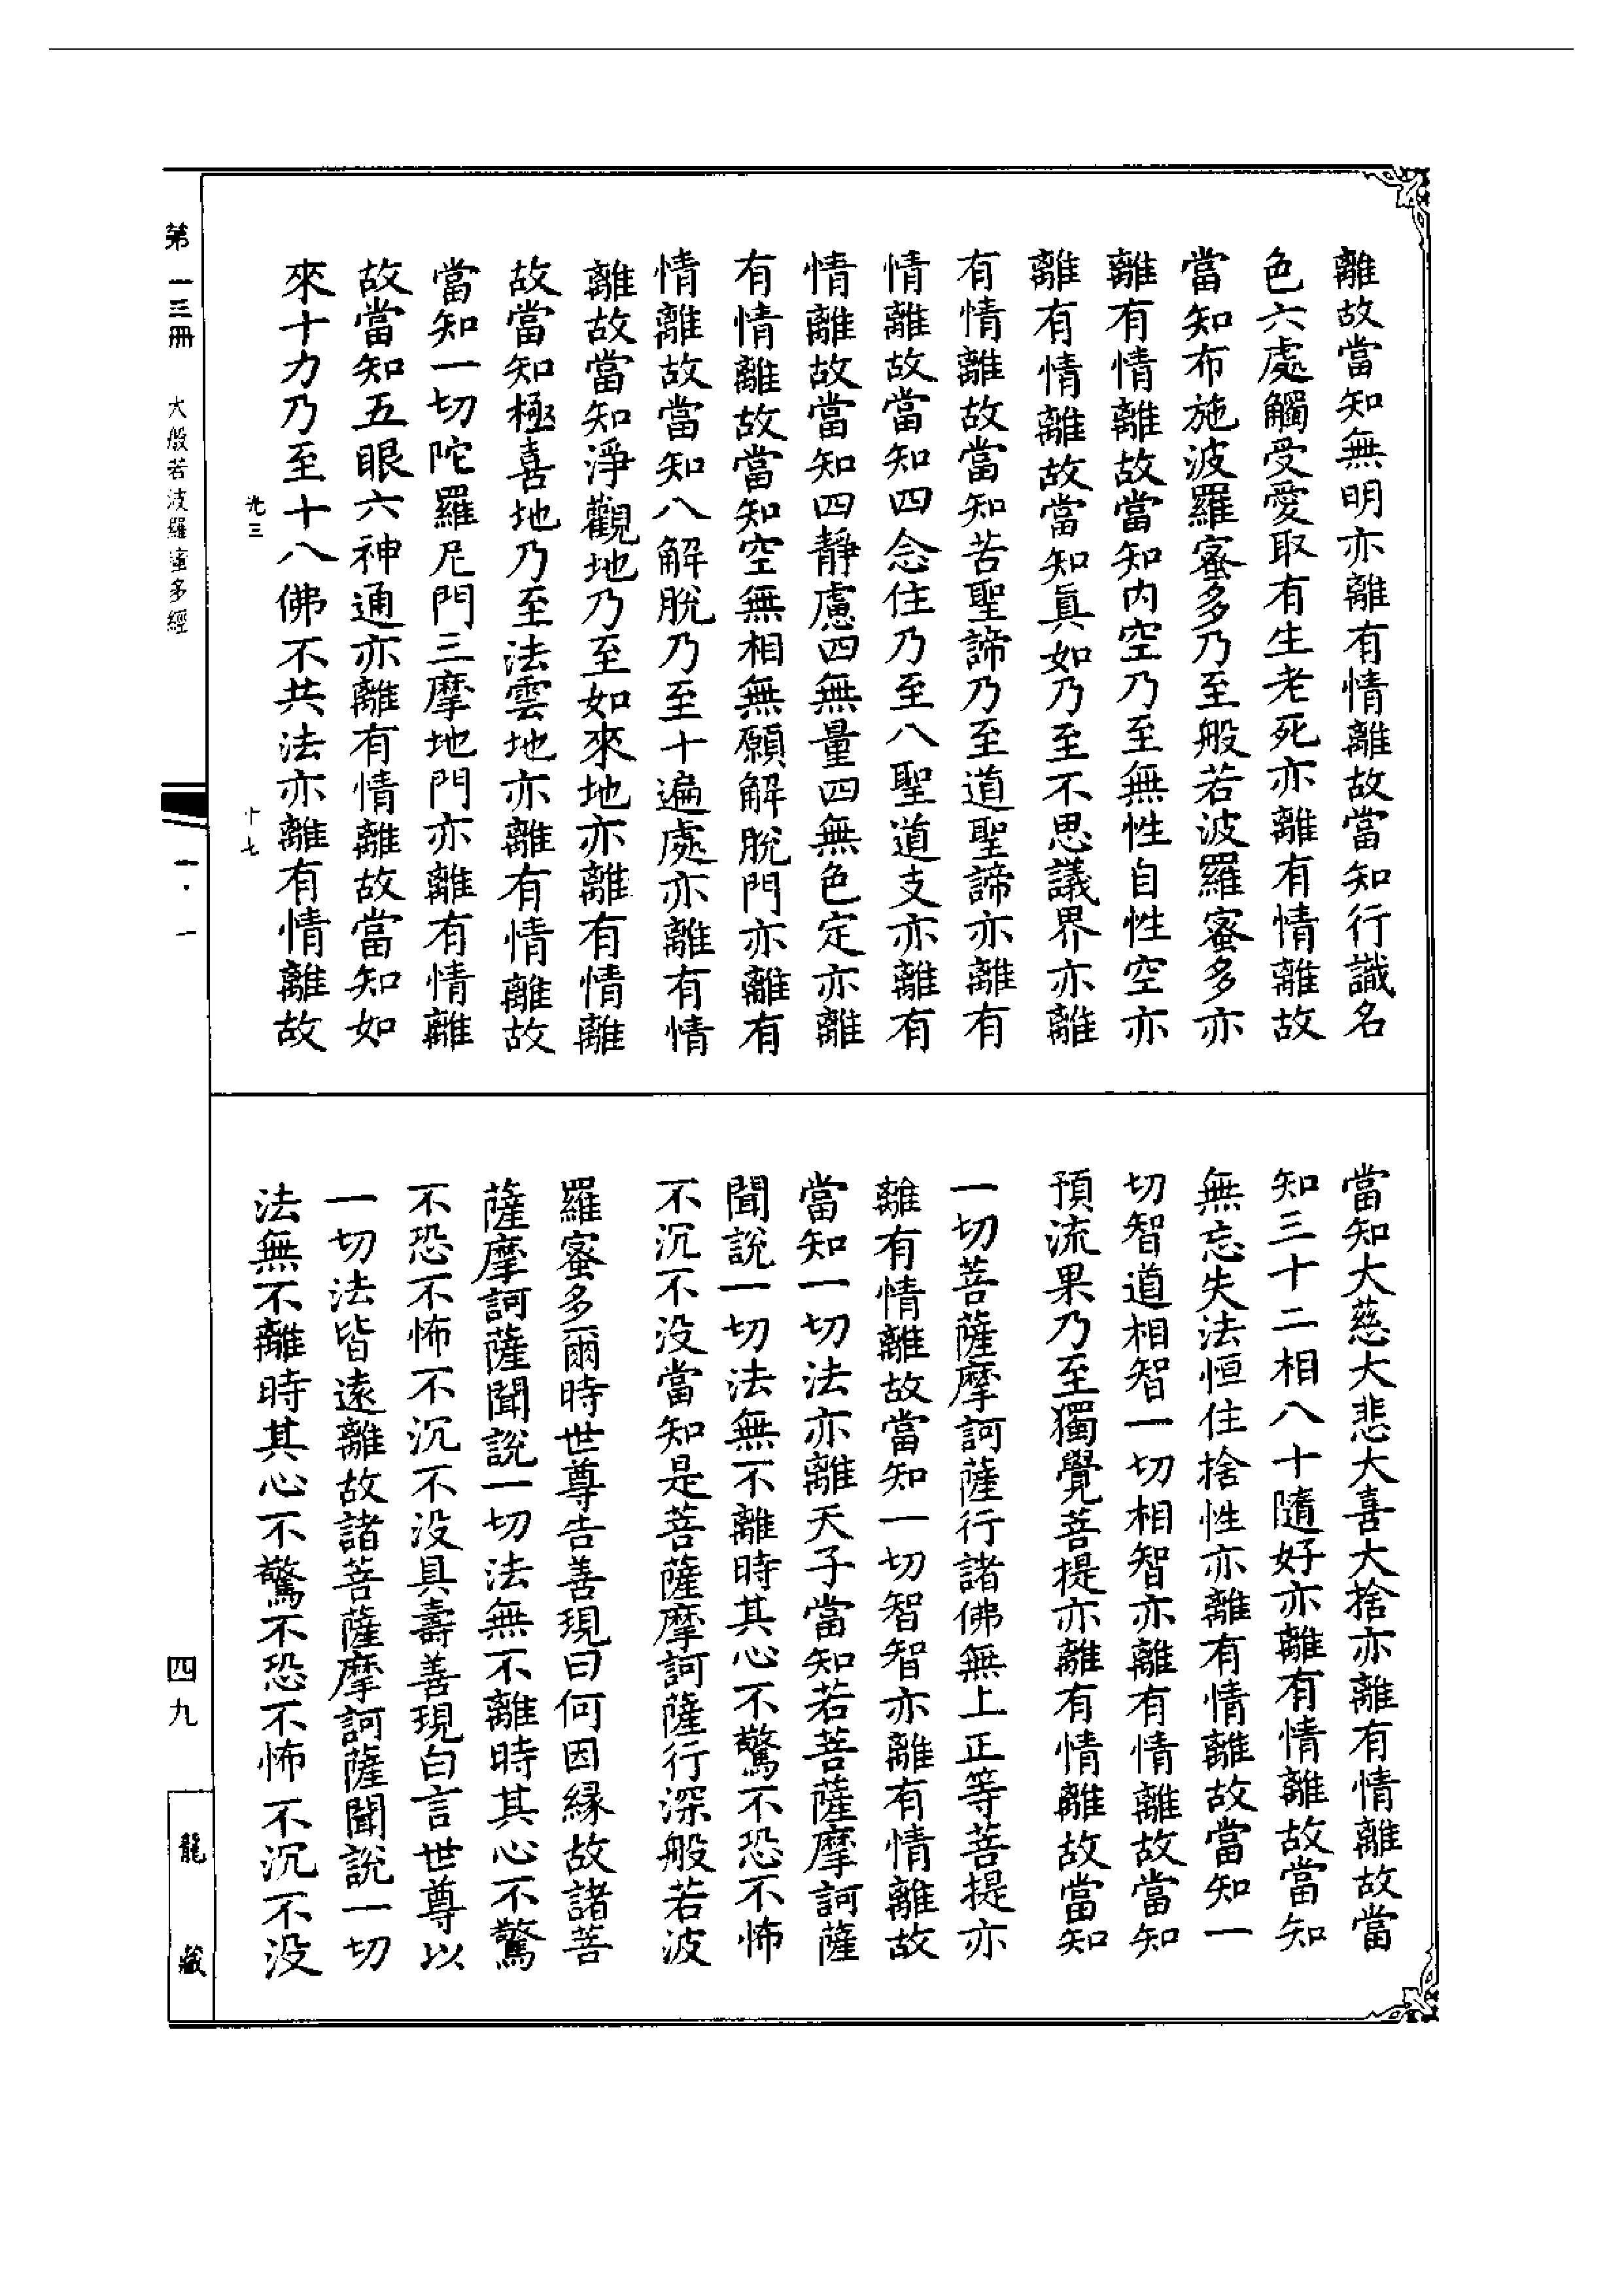 離故當知無明亦離有情離故當知行識名
色六處觸受愛取有生老死亦離有情離故
當知布施波羅蜜多乃至般若波羅蜜多亦
離有情離故當知内空乃至無性自性空亦
離有情離故當知真如乃至不思議界亦離
有情離故當知苦聖諦乃至道聖諦亦離有
情離故當知四念住乃至八聖道支亦離有
情離故當知四靜慮四無量四無色定亦離
有情離故當知空無相無願解脫門亦離有
情離故當知八解脫乃至十遍處亦離有情
離故當知淨觀地乃至如來地亦離有情離
故當知極喜地乃至法雲地亦離有情離故
當知一切陀羅尼門三摩地門亦離有情離
故當知五眼六神通亦離有情離故當知如
來十力乃至十八佛不共法亦離有情離故
光三
十七
當知大慈大悲大喜大捨亦離有情離故當
知三十二相八十隨好亦離有情離故當知
無忘失法恒住捨性亦離有情離故當知一
切智道相智一切相智亦離有情離故當知
預流果乃至獨覺菩提亦離有情離故當知
一切菩薩摩訶薩行諸佛無上正等菩提亦
離有情離故當知一切智智亦離有情離故
當知一切法亦離天子當知若菩薩摩訶薩
聞說一切法無不離時其心不驚不恐不怖
不沉不没當知是菩薩摩訶薩行深般若波
羅蜜多爾時世尊告善現曰何因緣故諸菩
薩摩訶薩聞說一切法無不離時其心不驚
不恐不怖不沉不没具壽善現白言世尊以
一切法皆遠離故諸菩薩摩訶薩聞說一切
法無不離時其心不驚不恐不怖不沉不没
第一三冊
大般若波羅蜜多經
一·一
四九
龍藏